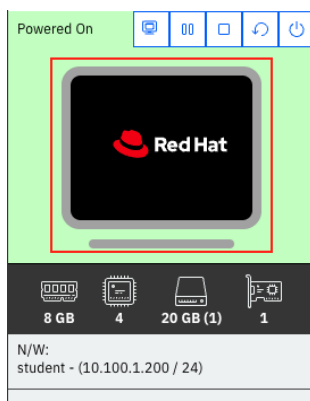 Powered On
Red Hat
8 GB
4
20 GB (1)
1
N/W:
student - (10.100.1.200 / 24)